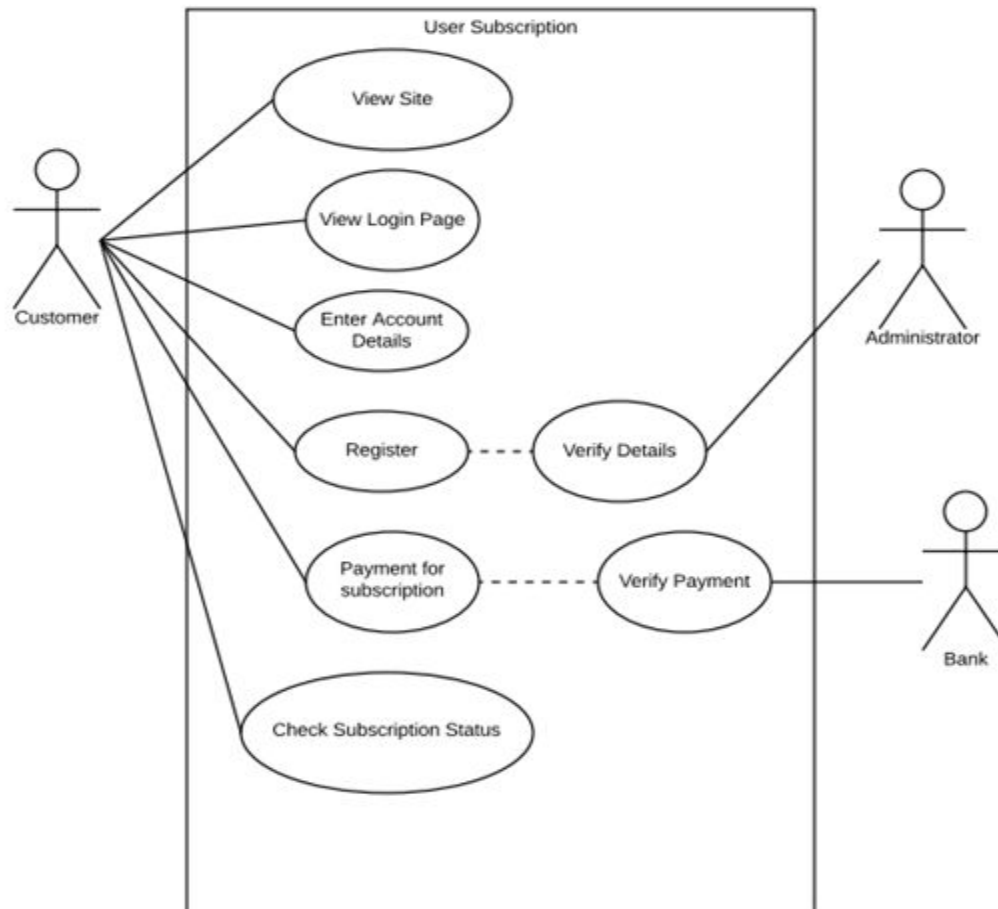 User Subscription
View Site
View Login Page
Customer
Enter Account
Details
Administrator
Register
Verify Details
Payment for
subscription
Verify Payment
Bank
Check Subscription Status